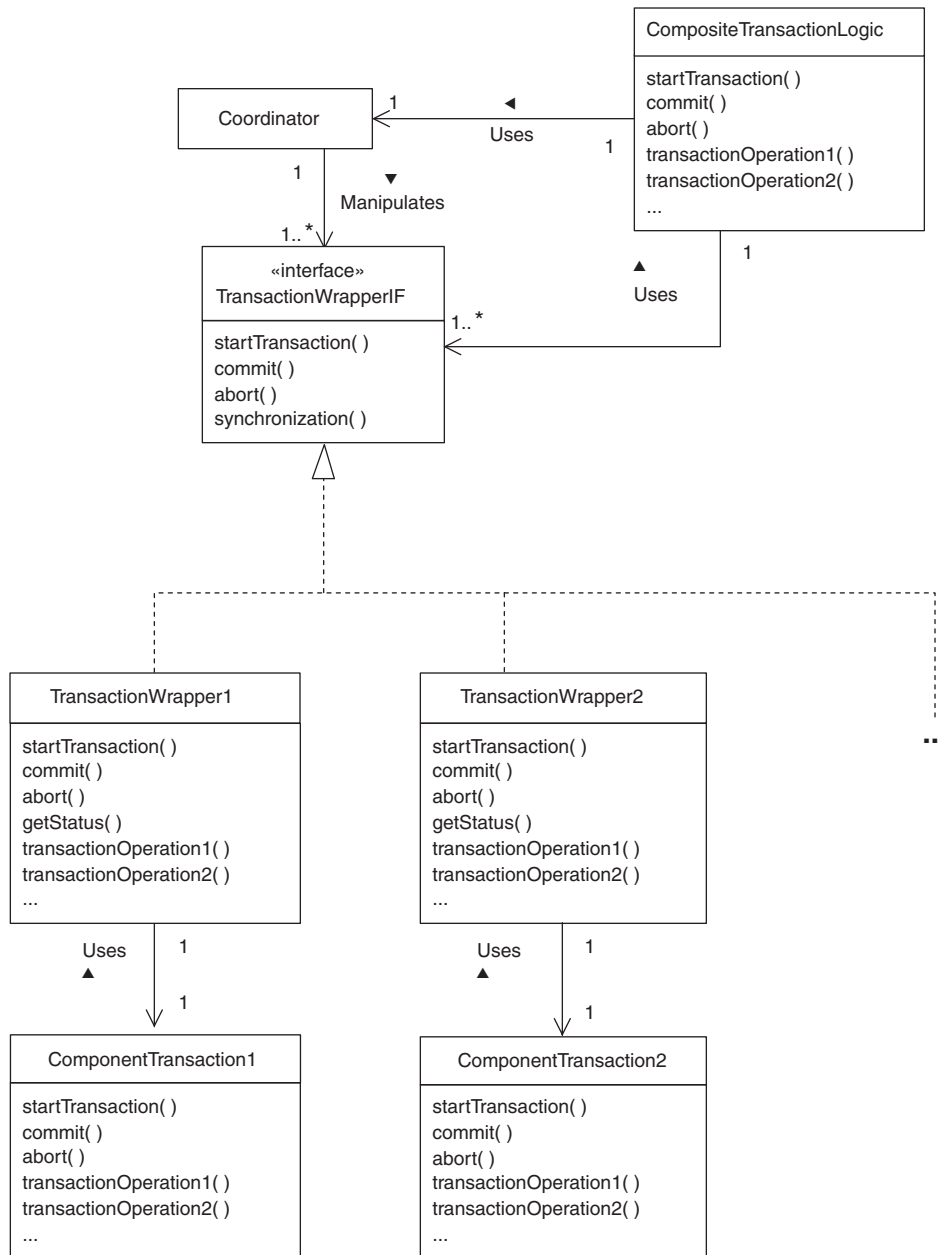 CompositeTransactionLogic
startTransaction( )
commit( )
abort( )
transactionOperation1( )
transactionOperation2( )
...
Coordinator
1
◄
Uses
1
1
▼
Manipulates
1.. *
1
▲
Uses
1.. *
«interface»
TransactionWrapperIF
startTransaction( )
commit( )
abort( )
synchronization( )
TransactionWrapper1
startTransaction( )
commit( )
abort( )
getStatus( )
transactionOperation1( )
transactionOperation2( )
...
TransactionWrapper2
startTransaction( )
commit( )
abort( )
getStatus( )
transactionOperation1( )
transactionOperation2( )
...
..
Uses
▲
1
1
Uses
▲
1
1
ComponentTransaction1
startTransaction( )
commit( )
abort( )
transactionOperation1( )
transactionOperation2( )
...
ComponentTransaction2
startTransaction( )
commit( )
abort( )
transactionOperation1( )
transactionOperation2( )
...